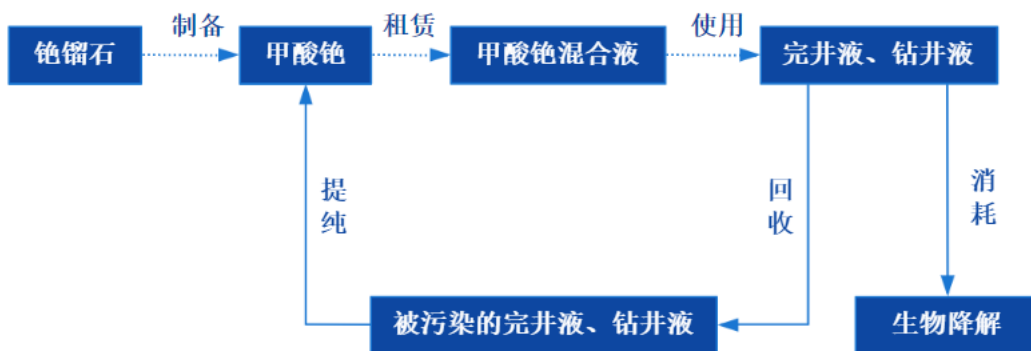 制备
租赁
使用
铯镏石
甲酸铯
甲酸铯混合液
完井液、钻井液
提纯
回收
消耗
被污染的完井液、钻井液
生物降解